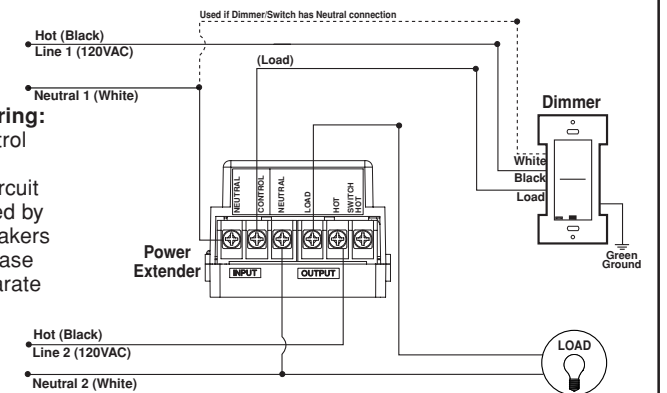 Used if Dimmer/Switch has Neutral connection
Hot (Black)
Line 1 (120VAC)
(Load)
Neutral 1 (White)
ring:
trol
rcuit
ed by
akers
ase
arate
Dimmer
White
Black
Load
Green
Ground
NEUTRAL
CONTROL
NEUTRAL
LOAD
HOT
SWITCH
HOT
Power
Extender
INPUT
OUTPUT
Hot (Black)
Line 2 (120VAC)
Neutral 2 (White)
LOAD